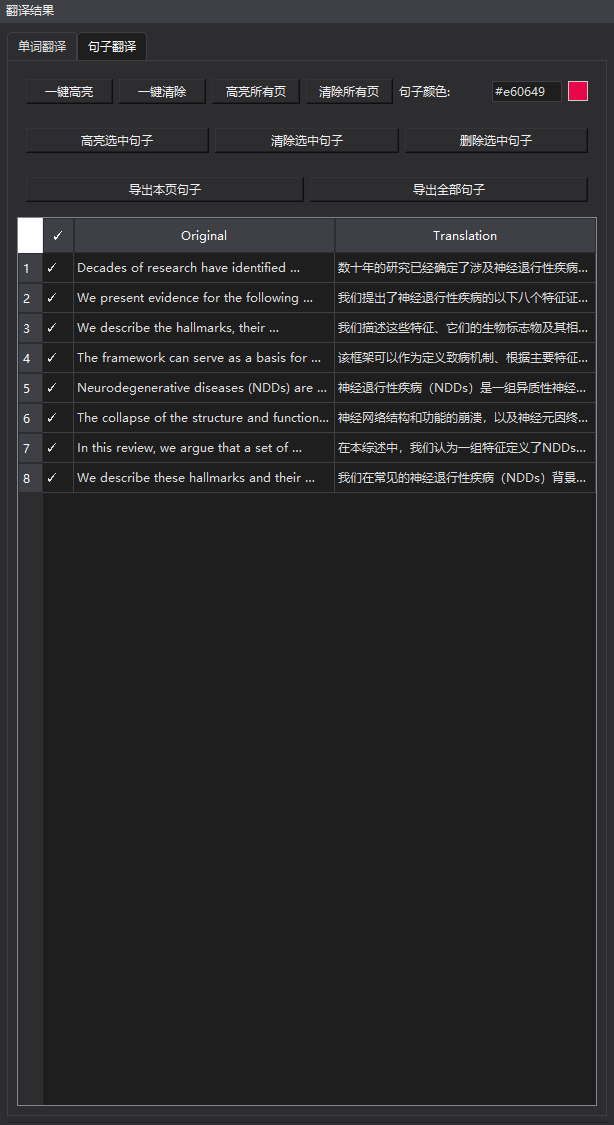 翻译结果
单词翻译 句子翻译
一键高亮 一键清除 高亮所有页 清除所有页 句子颜色: #e60649
高亮选中句子 清除选中句子 删除选中句子
导出本页句子 导出全部句子
✓ Original Translation
1 ✓ Decades of research have identified ... 数十年的研究已经确定了涉及神经退行性疾病...
2 ✓ We present evidence for the following ... 我们提出了神经退行性疾病的以下八个特征证...
3 ✓ We describe the hallmarks, their ... 我们描述这些特征、它们的生物标志物及其相...
4 ✓ The framework can serve as a basis for ... 该框架可以作为定义致病机制、根据主要特征...
5 ✓ Neurodegenerative diseases (NDDs) are ... 神经退行性疾病（NDDs）是一组异质性神经...
6 ✓ The collapse of the structure and function... 神经网络结构和功能的崩溃，以及神经元因终...
7 ✓ In this review, we argue that a set of ... 在本综述中，我们认为一组特征定义了NDDs...
8 ✓ We describe these hallmarks and their ... 我们在常见的神经退行性疾病（NDDs）背景...